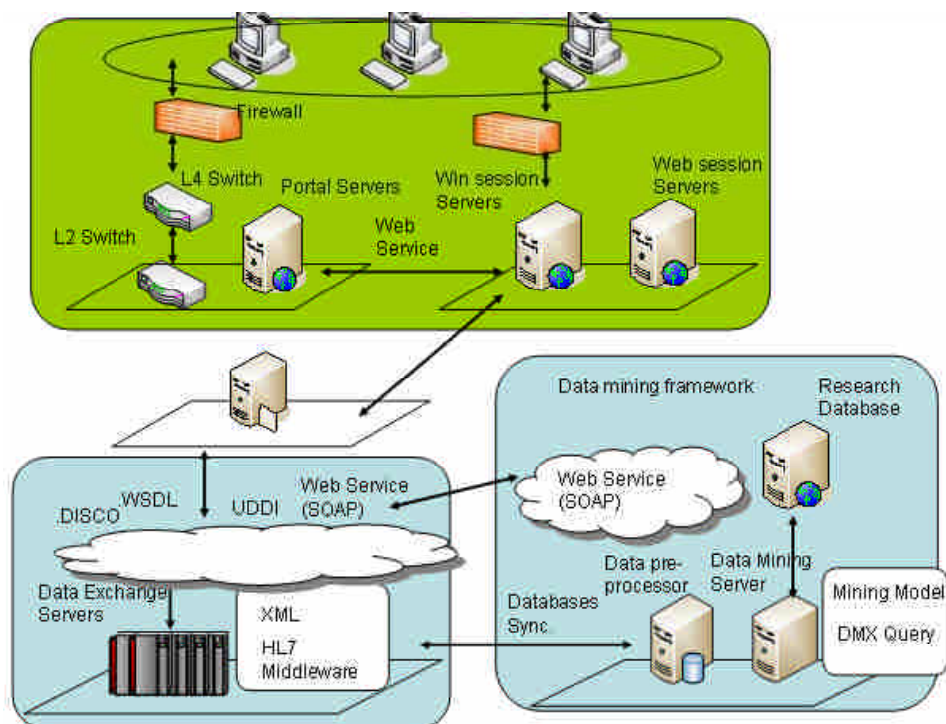 Firewall
L4 Switch
Portal Servers
Win session
Servers
Web session
Servers
L2 Switch
Web
Service
Data mining framework
Research
Database
.DISCO
WSDL
UDDI
Web Service
(SOAP)
Web Service
(SOAP)
Data Exchange
Servers
XML
HL7
Middleware
Databases
Sync.
Data pre-
processor
Data Mining
Server
Mining Model
DMX Query